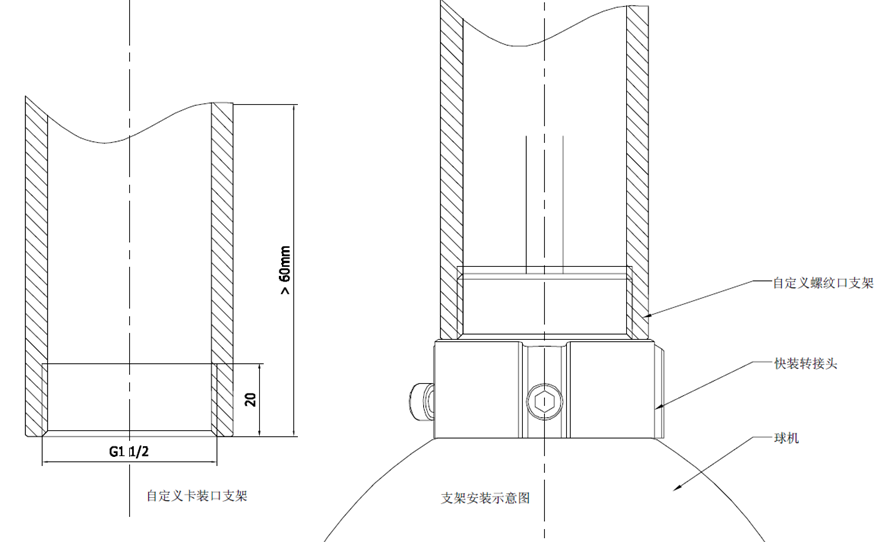 > 60mm
20
G1 1/2
自定义卡装口支架
自定义螺纹口支架
快装转接头
球机
支架安装示意图